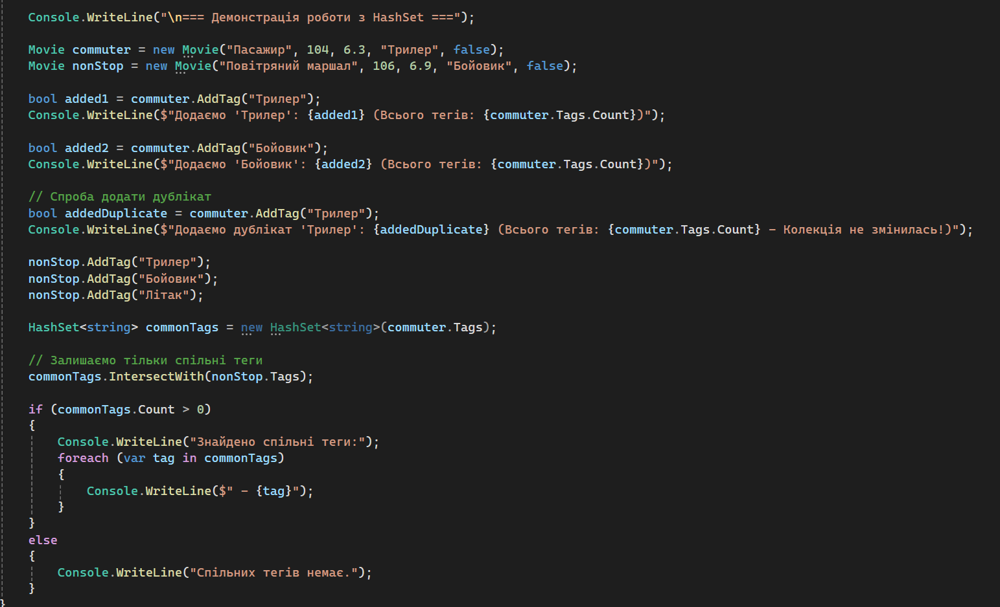 Console.WriteLine("\n=== Демонстрація роботи з HashSet ===");
Movie commuter = new Movie("Пасажир", 104, 6.3, "Трилер", false);
Movie nonStop = new Movie("Повітряний маршал", 106, 6.9, "Бойовик", false);
bool added1 = commuter.AddTag("Трилер");
Console.WriteLine($"Додаємо 'Трилер': {added1} (Всього тегів: {commuter.Tags.Count})");
bool added2 = commuter.AddTag("Бойовик");
Console.WriteLine($"Додаємо 'Бойовик': {added2} (Всього тегів: {commuter.Tags.Count})");
// Спроба додати дублікат
bool addedDuplicate = commuter.AddTag("Трилер");
Console.WriteLine($"Додаємо дублікат 'Трилер': {addedDuplicate} (Всього тегів: {commuter.Tags.Count} - Колекція не змінилась!)");
nonStop.AddTag("Трилер");
nonStop.AddTag("Бойовик");
nonStop.AddTag("Літак");
HashSet<string> commonTags = new HashSet<string>(commuter.Tags);
// Залишаємо тільки спільні теги
commonTags.IntersectWith(nonStop.Tags);
if (commonTags.Count > 0)
{
Console.WriteLine("Знайдено спільні теги:");
foreach (var tag in commonTags)
{
Console.WriteLine($" - {tag}");
}
}
else
{
Console.WriteLine("Спільних тегів немає.");
}
}